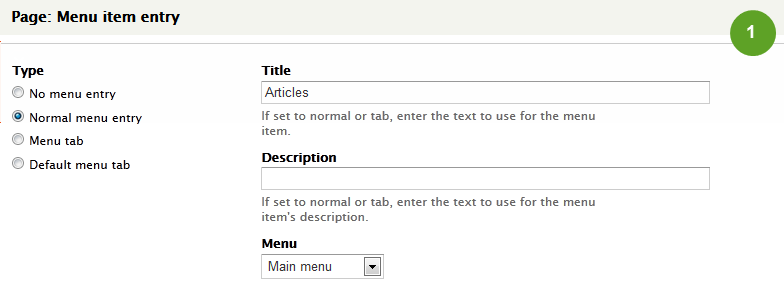 Page: Menu item entry
1
Type
No menu entry
Normal menu entry
Menu tab
Default menu tab
Title
Articles
If set to normal or tab, enter the text to use for the menu
item.
Description
If set to normal or tab, enter the text to use for the menu
item's description.
Menu
Main menu